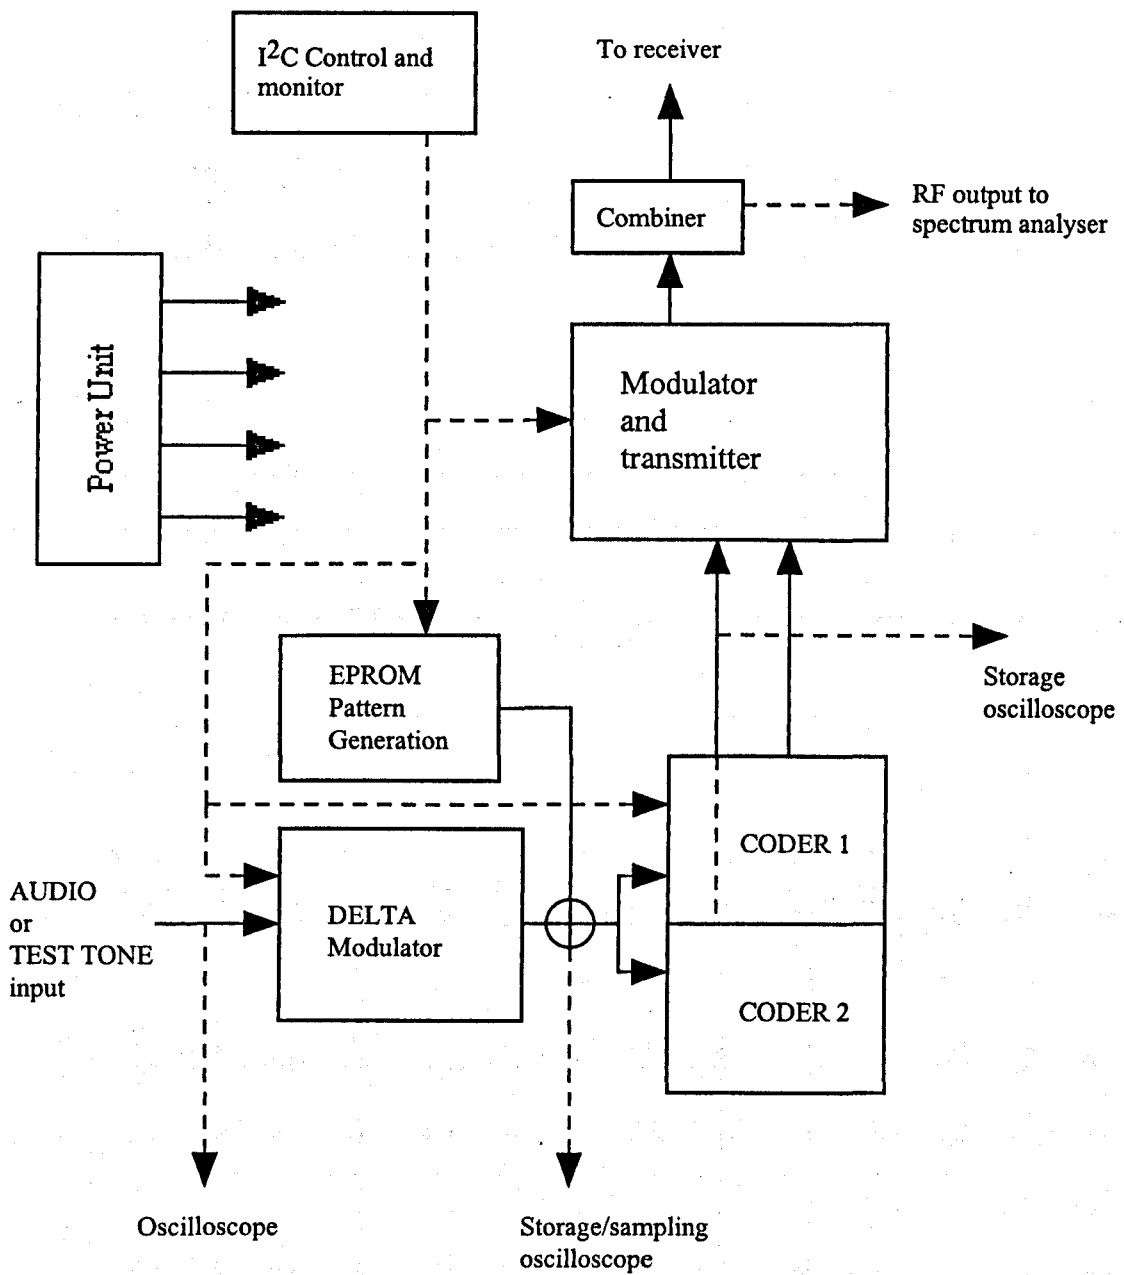 I2C Control and
monitor
To receiver
Combiner
RF output to
spectrum analyser
Power Unit
Modulator
and
transmitter
EPROM
Pattern
Generation
Storage
oscilloscope
CODER 1
AUDIO
or
TEST TONE
input
DELTA
Modulator
CODER 2
Oscilloscope
Storage/sampling
oscilloscope